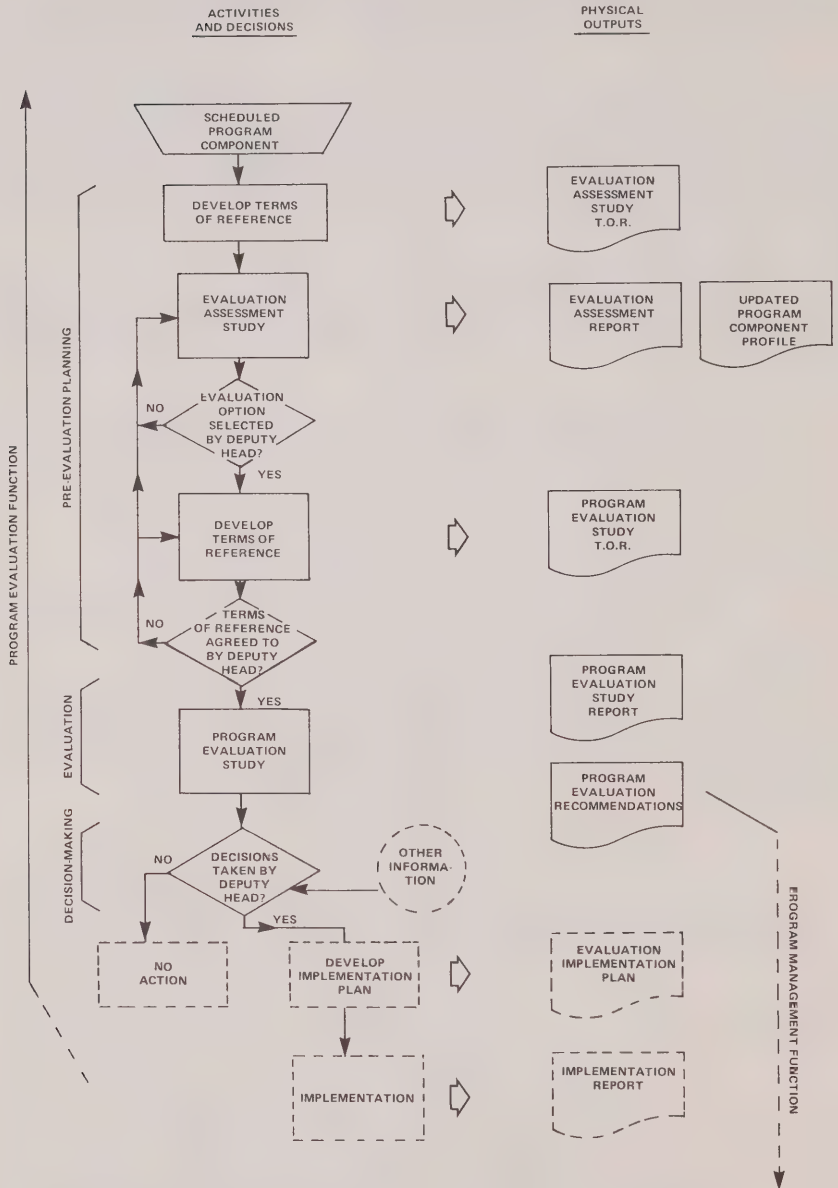 ACTIVITIES
AND DECISIONS
PHYSICAL
OUTPUTS
SCHEDULED
PROGRAM
COMPONENT
DEVELOP TERMS
OF REFERENCE
EVALUATION
ASSESSMENT
STUDY
T.O.R.
EVALUATION
ASSESSMENT
STUDY
EVALUATION
ASSESSMENT
REPORT
UPDATED
PROGRAM
COMPONENT
PROFILE
NO
EVALUATION
OPTION
SELECTED
BY DEPUTY
HEAD?
YES
DEVELOP
TERMS OF
REFERENCE
PROGRAM
EVALUATION
STUDY
T.O.R.
NO
TERMS
OF REFERENCE
AGREED TO
BY DEPUTY
HEAD?
YES
PROGRAM
EVALUATION
STUDY
REPORT
PROGRAM
EVALUATION
STUDY
PROGRAM
EVALUATION
RECOMMENDATIONS
NO
DECISIONS
TAKEN BY
DEPUTY
HEAD?
OTHER
INFORMA-
TION
YES
NO
ACTION
DEVELOP
IMPLEMENTATION
PLAN
EVALUATION
IMPLEMENTATION
PLAN
IMPLEMENTATION
IMPLEMENTATION
REPORT
PROGRAM EVALUATION FUNCTION
PRE-EVALUATION PLANNING
EVALUATION
DECISION-MAKING
PROGRAM MANAGEMENT FUNCTION